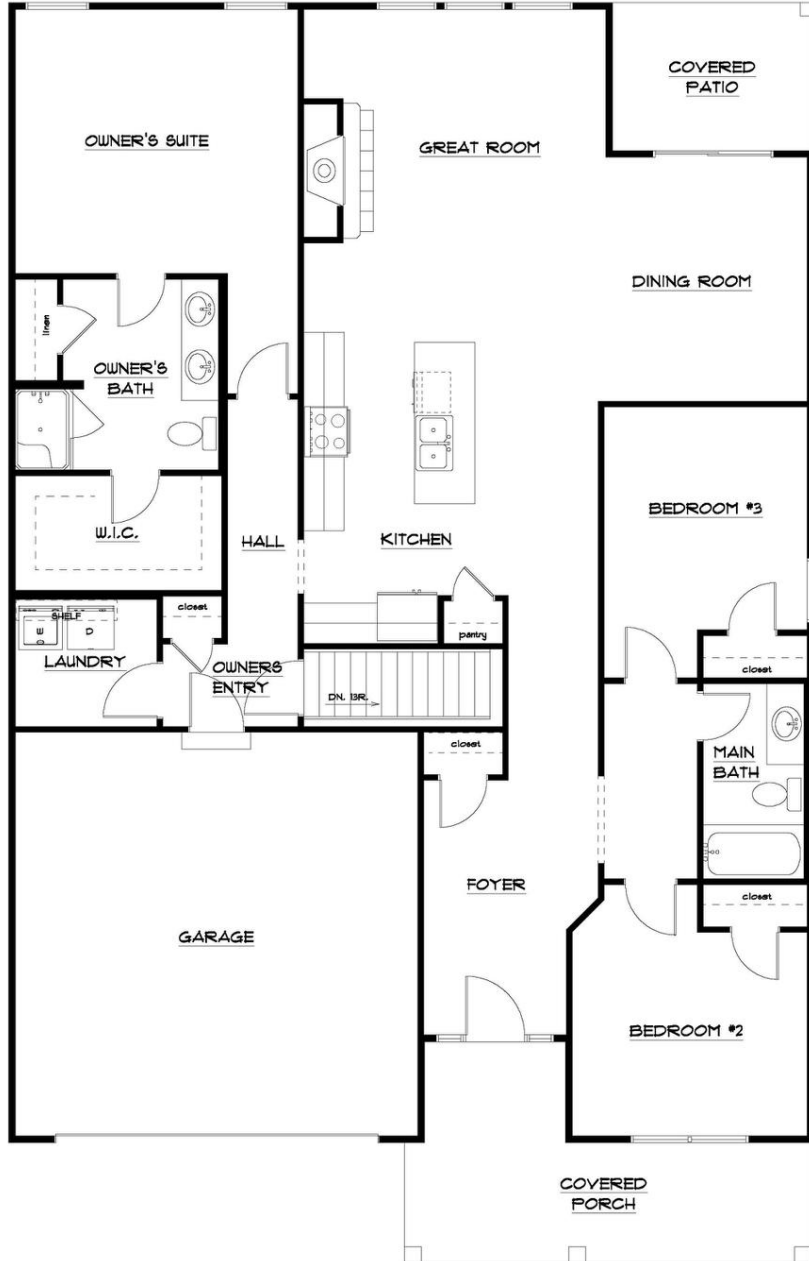 COVERED
PATIO
OWNER'S SUITE
GREAT ROOM
DINING ROOM
linen
OWNER'S
BATH
BEDROOM #3
W.I.C.
HALL
KITCHEN
closet
SHELF
D
pantry
LAUNDRY
OWNERS
ENTRY
closet
DN. 13R.
closet
MAIN
BATH
FOYER
closet
GARAGE
BEDROOM #2
COVERED
PORCH